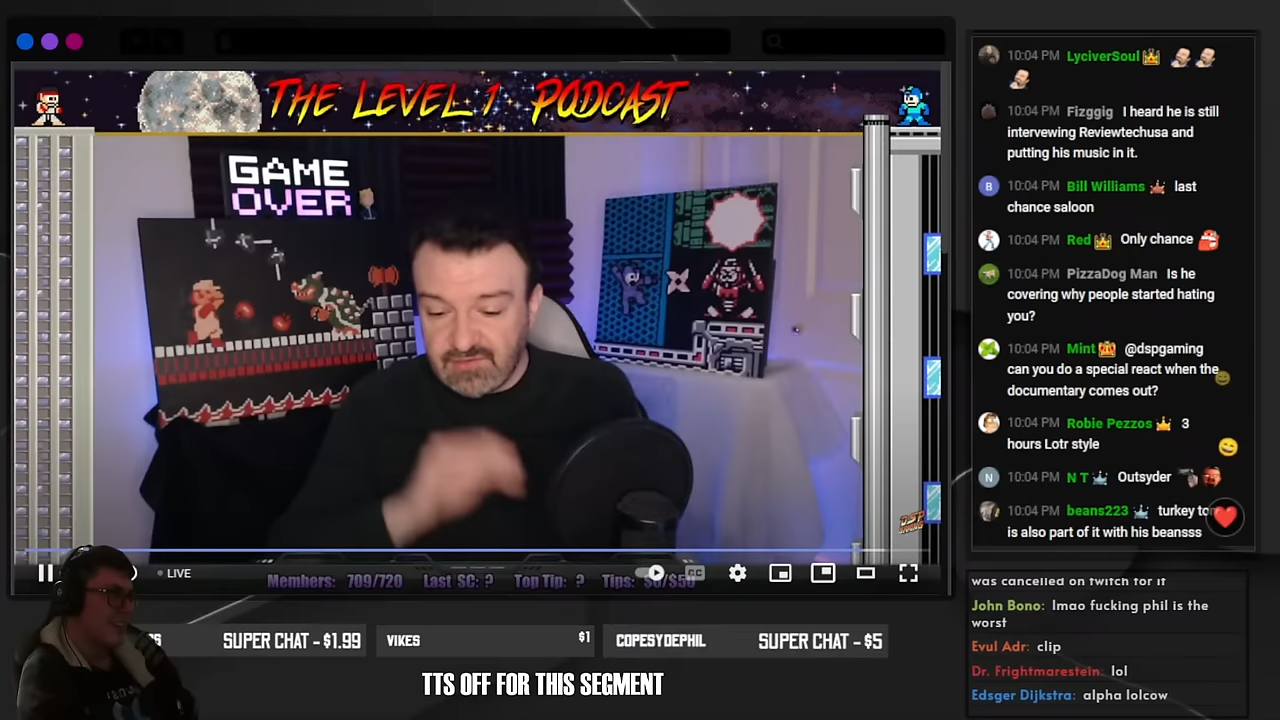 THE LEVEL 1 PODCAST
GAME
OVER
LIVE
CC
Members: 709/720 Last SC: ? Top Tip: ? Tips:
10:04 PM LyciverSoul
10:04 PM Fizggig I heard he is still
intervewing Reviewtechusa and
putting his music in it.
B 10:04 PM Bill Williams last
chance saloon
10:04 PM Red Only chance
10:04 PM PizzaDog Man Is he
covering why people started hating
you?
10:04 PM Mint @dspgaming
can you do a special react when the
documentary comes out?
10:04 PM Robie Pezzos 3
hours Lotr style
N 10:04 PM N T Outsyder
10:04 PM beans223 turkey
is also part of it with his beansss
was cancelled on twitch for it
John Bono: lmao fucking phil is the
worst
Evul Adr: clip
Dr. Frightmarestein: lol
Edsger Dijkstra: alpha lolcow
SUPER CHAT - $1.99
VIKES $1
COPESYDEPHIL SUPER CHAT - $5
TTS OFF FOR THIS SEGMENT